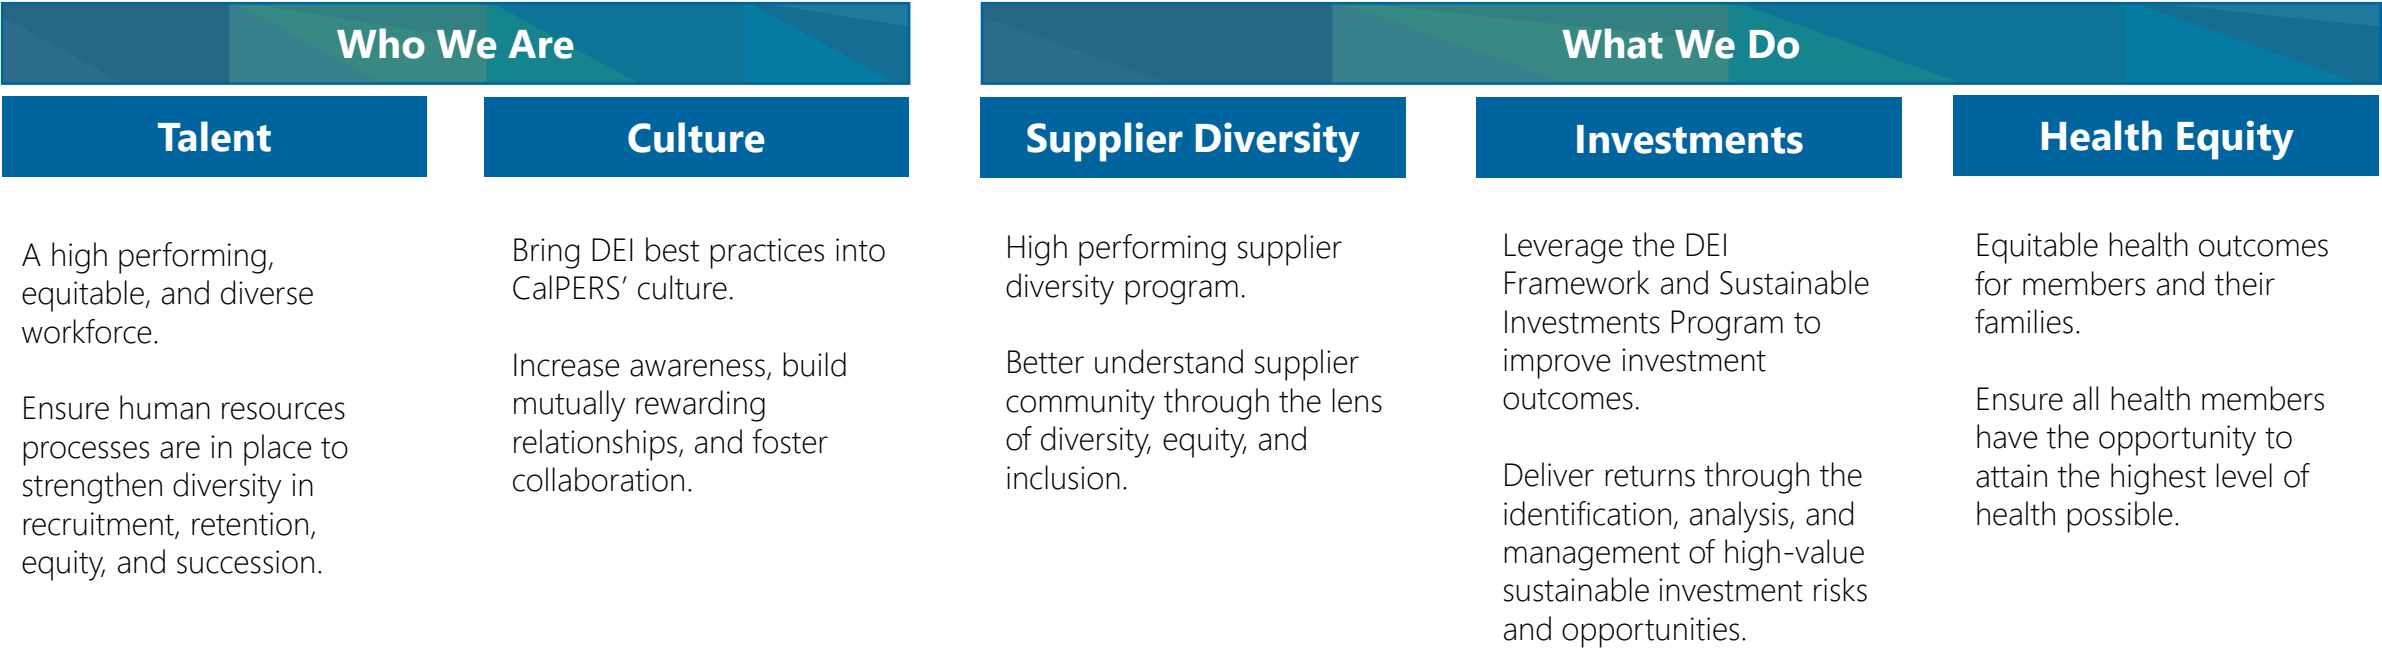 Who We Are
What We Do
Talent
Culture
Supplier Diversity
Investments
Health Equity
A high performing,
equitable, and diverse
workforce.
Ensure human resources
processes are in place to
strengthen diversity in
recruitment, retention,
equity, and succession.
Bring DEI best practices into
CalPERS’ culture.
Increase awareness, build
mutually rewarding
relationships, and foster
collaboration.
High performing supplier
diversity program.
Better understand supplier
community through the lens
of diversity, equity, and
inclusion.
Leverage the DEI
Framework and Sustainable
Investments Program to
improve investment
outcomes.
Deliver returns through the
identification, analysis, and
management of high-value
sustainable investment risks
and opportunities.
Equitable health outcomes
for members and their
families.
Ensure all health members
have the opportunity to
attain the highest level of
health possible.